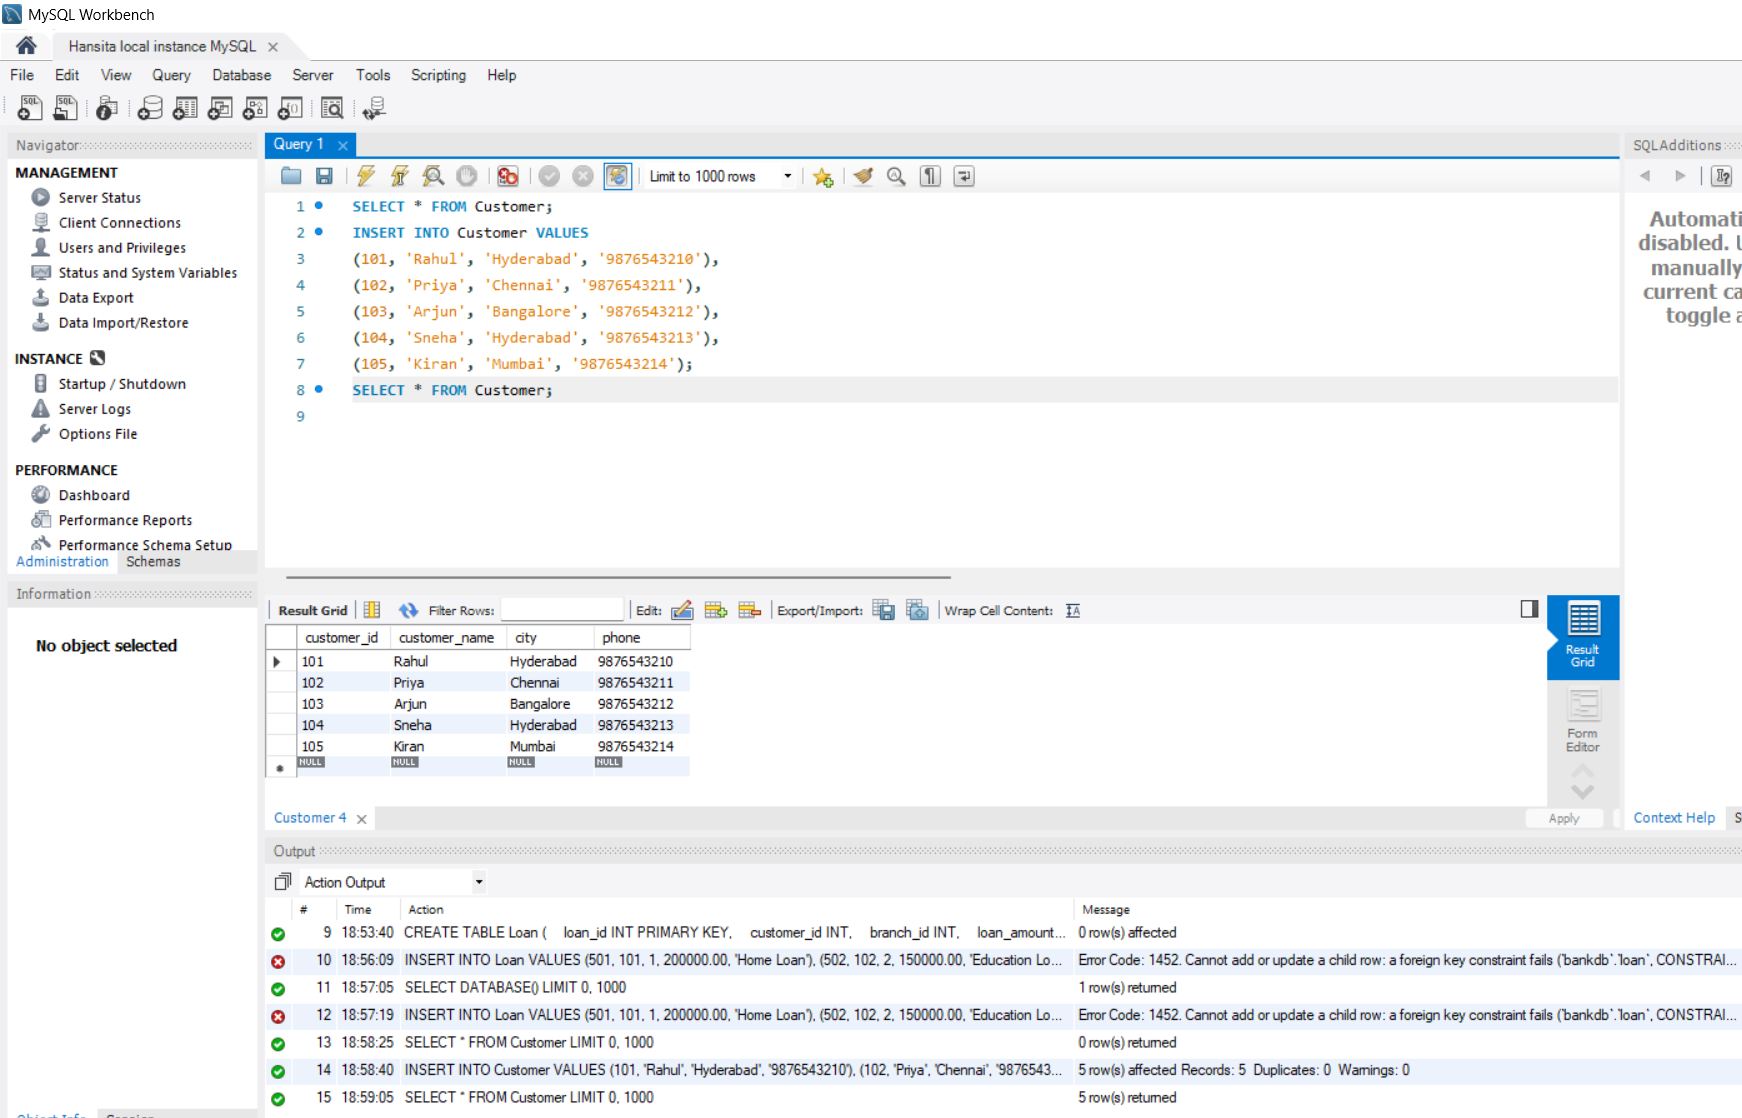 MySQL Workbench
Hansita local instance MySQL
File Edit View Query Database Server Tools Scripting Help
Navigator
MANAGEMENT
Server Status
Client Connections
Users and Privileges
Status and System Variables
Data Export
Data Import/Restore
INSTANCE
Startup / Shutdown
Server Logs
Options File
PERFORMANCE
Dashboard
Performance Reports
Performance Schema Setup
Administration Schemas
Information
No object selected
Query 1
Limit to 1000 rows
1 SELECT * FROM Customer;
2 INSERT INTO Customer VALUES
3 (101, 'Rahul', 'Hyderabad', '9876543210'),
4 (102, 'Priya', 'Chennai', '9876543211'),
5 (103, 'Arjun', 'Bangalore', '9876543212'),
6 (104, 'Sneha', 'Hyderabad', '9876543213'),
7 (105, 'Kiran', 'Mumbai', '9876543214');
8 SELECT * FROM Customer;
9
Result Grid Filter Rows: Edit: Export/Import: Wrap Cell Content:
customer_id customer_name city phone
101 Rahul Hyderabad 9876543210
102 Priya Chennai 9876543211
103 Arjun Bangalore 9876543212
104 Sneha Hyderabad 9876543213
105 Kiran Mumbai 9876543214
NULL NULL NULL NULL
Result
Grid
Form
Editor
Customer 4
Apply
SQLAdditions
Automati
disabled. U
manually
current ca
toggle a
Context Help S
Output
Action Output
# Time Action Message
9 18:53:40 CREATE TABLE Loan ( loan_id INT PRIMARY KEY, customer_id INT, branch_id INT, loan_amount... 0 row(s) affected
10 18:56:09 INSERT INTO Loan VALUES (501, 101, 1, 200000.00, 'Home Loan'), (502, 102, 2, 150000.00, 'Education Lo... Error Code: 1452. Cannot add or update a child row: a foreign key constraint fails (`bankdb`.`loan`, CONSTRAI...
11 18:57:05 SELECT DATABASE() LIMIT 0, 1000 1 row(s) returned
12 18:57:19 INSERT INTO Loan VALUES (501, 101, 1, 200000.00, 'Home Loan'), (502, 102, 2, 150000.00, 'Education Lo... Error Code: 1452. Cannot add or update a child row: a foreign key constraint fails (`bankdb`.`loan`, CONSTRAI...
13 18:58:25 SELECT * FROM Customer LIMIT 0, 1000 0 row(s) returned
14 18:58:40 INSERT INTO Customer VALUES (101, 'Rahul', 'Hyderabad', '9876543210'), (102, 'Priya', 'Chennai', '9876543... 5 row(s) affected Records: 5 Duplicates: 0 Warnings: 0
15 18:59:05 SELECT * FROM Customer LIMIT 0, 1000 5 row(s) returned